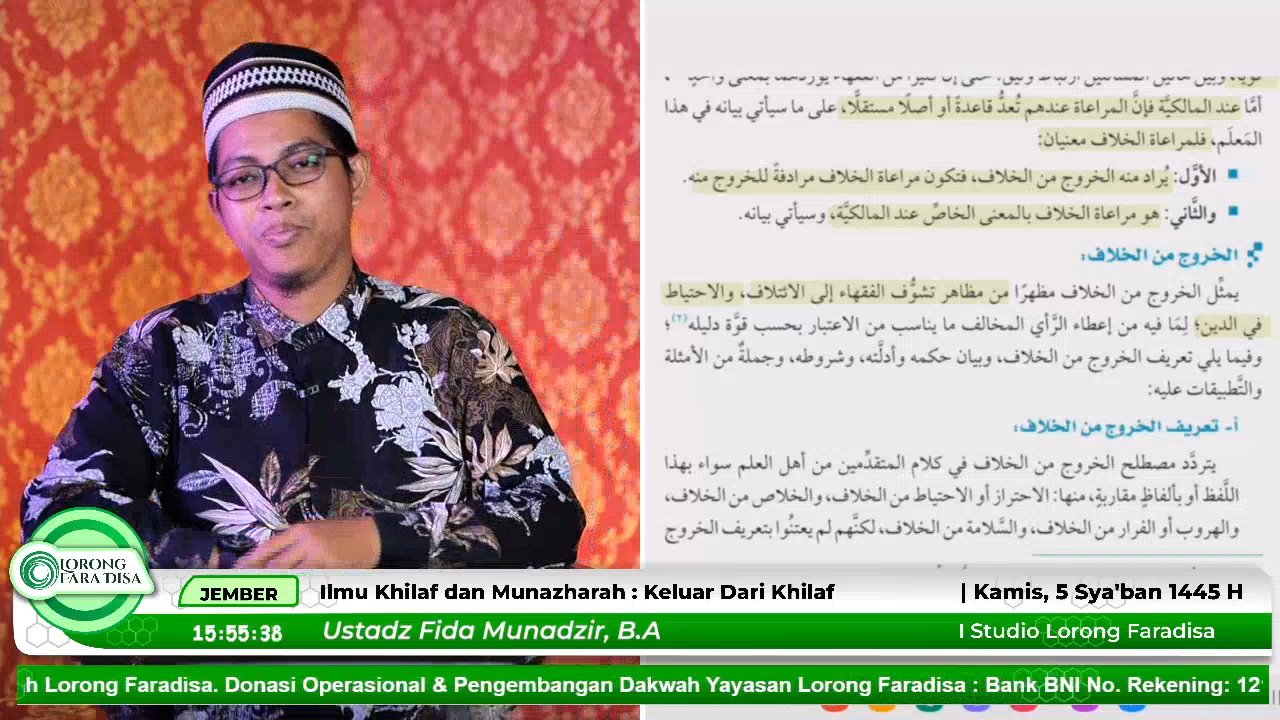 أمَّا عند المالكيَّة فإنَّ المراعاة عندهم تُعدُّ قاعدةً أو أصلًا مستقلًّا، على ما سيأتي بيانه في هذا
المَعلَم، فلمراعاة الخلاف معنيان:
الأوَّل: يُراد منه الخروج من الخلاف، فتكون مراعاة الخلاف مرادفةً للخروج منه.
والثَّاني: هو مراعاة الخلاف بالمعنى الخاصِّ عند المالكيَّة، وسيأتي بيانه.
الخروج من الخلاف:
يمثِّل الخروج من الخلاف مظهرًا من مظاهر تشوُّف الفقهاء إلى الائتلاف، والاحتياط
في الدين؛ لِمَا فيه من إعطاء الرَّأي المخالف ما يناسب من الاعتبار بحسب قوَّة دليله(٢)؛
وفيما يلي تعريف الخروج من الخلاف، وبيان حكمه وأدلَّته، وشروطه، وجملةٌ من الأمثلة
والتَّطبيقات عليه:
أ- تعريف الخروج من الخلاف:
يتردَّد مصطلح الخروج من الخلاف في كلام المتقدِّمين من أهل العلم سواء بهذا
اللَّفظ أو بألفاظٍ مقاربةٍ، منها: الاحتراز أو الاحتياط من الخلاف، والخلاص من الخلاف،
والهروب أو الفرار من الخلاف، والسَّلامة من الخلاف، لكنَّهم لم يعتنُوا بتعريف الخروج
LORONG
FARADISA
JEMBER
Ilmu Khilaf dan Munazharah : Keluar Dari Khilaf
| Kamis, 5 Sya'ban 1445 H
15:55:38
Ustadz Fida Munadzir, B.A
I Studio Lorong Faradisa
h Lorong Faradisa. Donasi Operasional & Pengembangan Dakwah Yayasan Lorong Faradisa : Bank BNI No. Rekening: 12